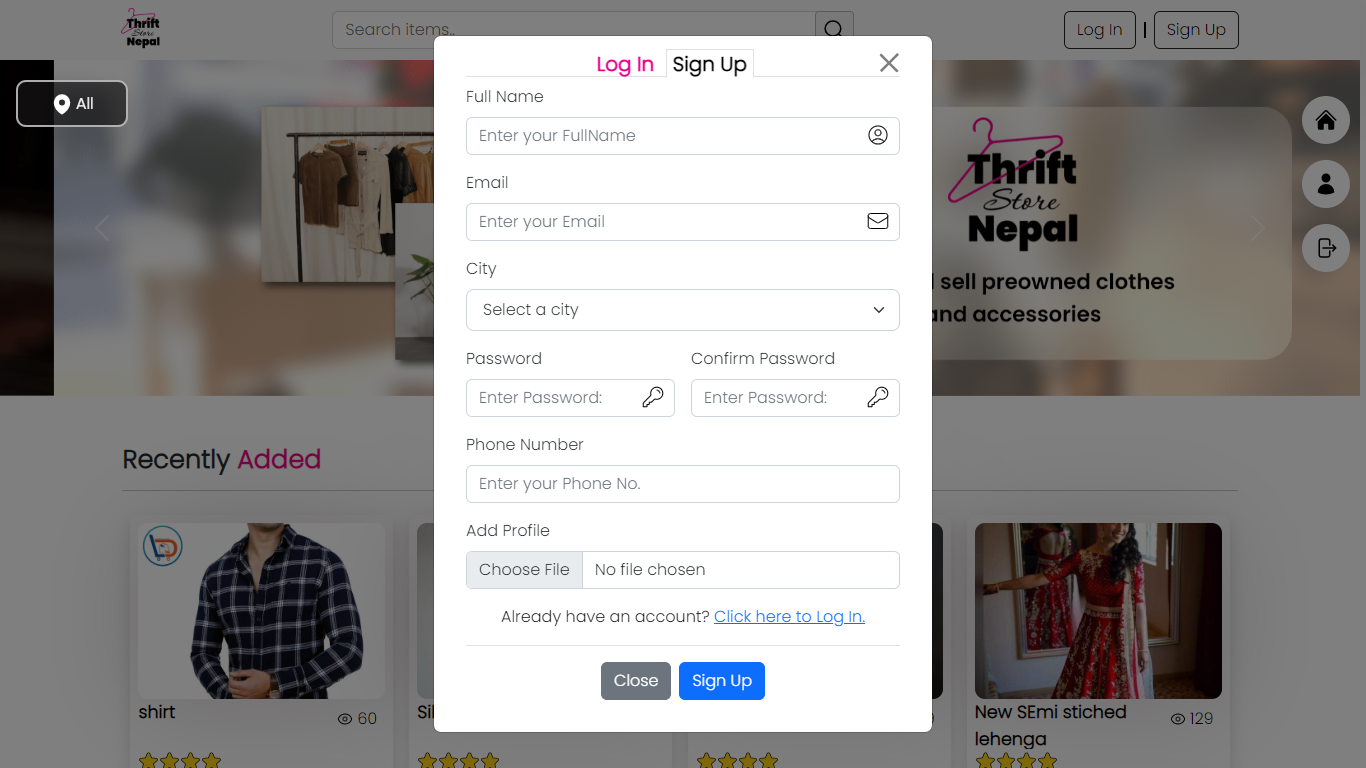 Thrift
Store
Nepal
Search items..
Log In
Sign Up
All
Log In
Sign Up
Full Name
Enter your FullName
Email
Enter your Email
City
Select a city
Password
Confirm Password
Enter Password:
Enter Password:
Phone Number
Enter your Phone No.
Add Profile
Choose File
No file chosen
Already have an account? Click here to Log In.
Close
Sign Up
Thrift
Store
Nepal
sell preowned clothes
and accessories
Recently Added
shirt
60
New SEmi stiched
lehenga
129